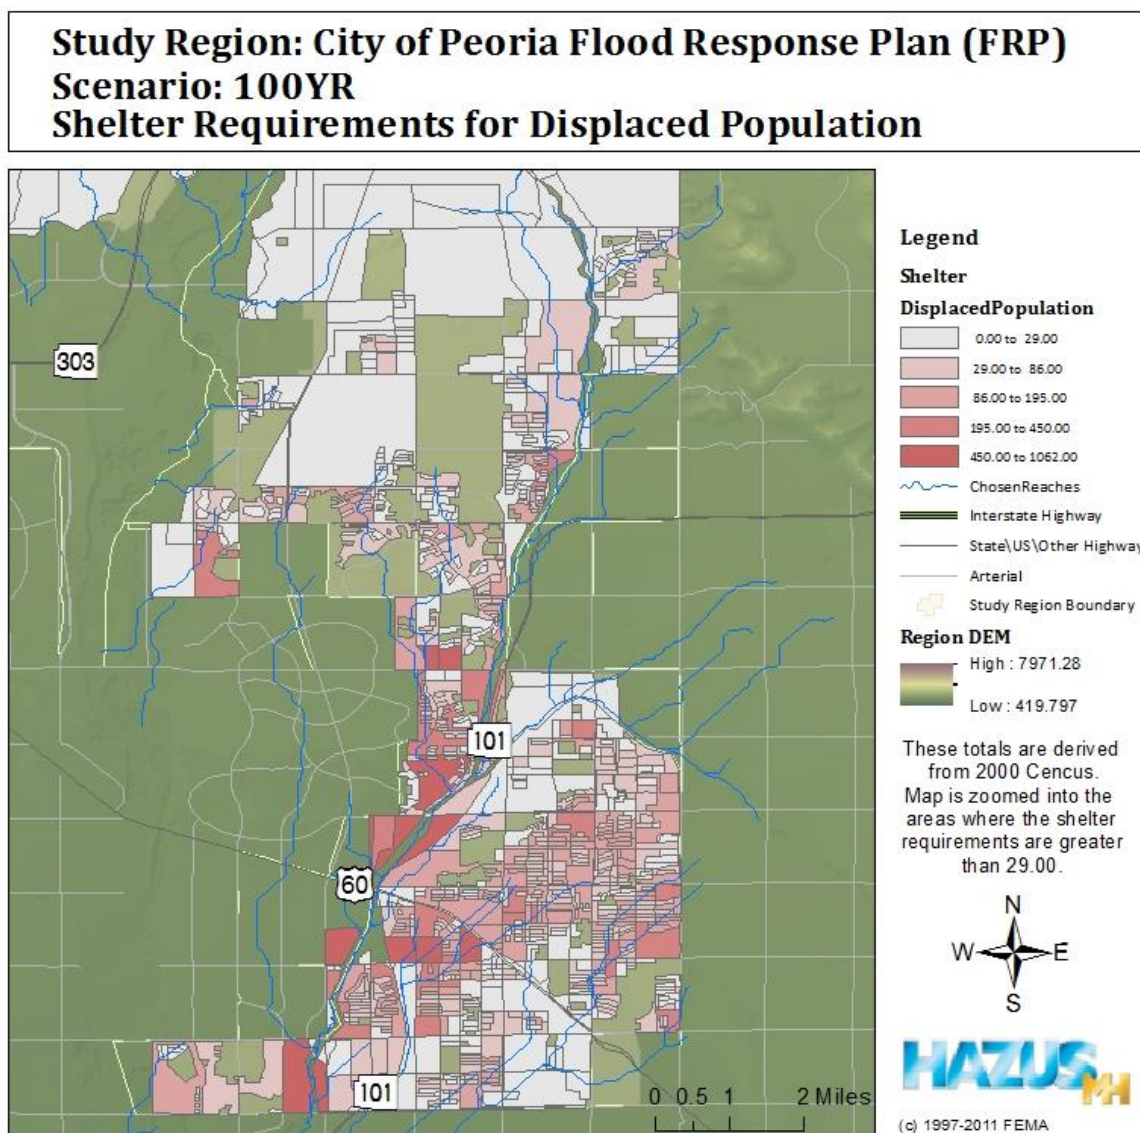 Study Region: City of Peoria Flood Response Plan (FRP)
Scenario: 100YR
Shelter Requirements for Displaced Population
303
101
60
101
0 0.5 1 2 Miles
Legend
Shelter
DisplacedPopulation
0.00 to 29.00
29.00 to 86.00
86.00 to 195.00
195.00 to 450.00
450.00 to 1062.00
ChosenReaches
Interstate Highway
State\US\Other Highway
Arterial
Study Region Boundary
Region DEM
High : 7971.28
Low : 419.797
These totals are derived
from 2000 Cencus.
Map is zoomed into the
areas where the shelter
requirements are greater
than 29.00.
N
W E
S
HAZUS
MH
(c) 1997-2011 FEMA